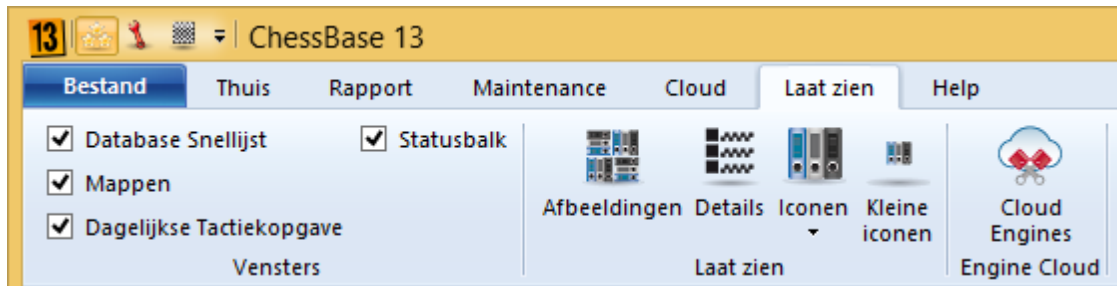 13 ChessBase 13
Bestand Thuis Rapport Maintenance Cloud Laat zien Help
Database Snellijst Statusbalk
Mappen
Dagelijkse Tactiekopgave
Vensters
Afbeeldingen Details Iconen Kleine
iconen
Laat zien
Cloud
Engines
Engine Cloud